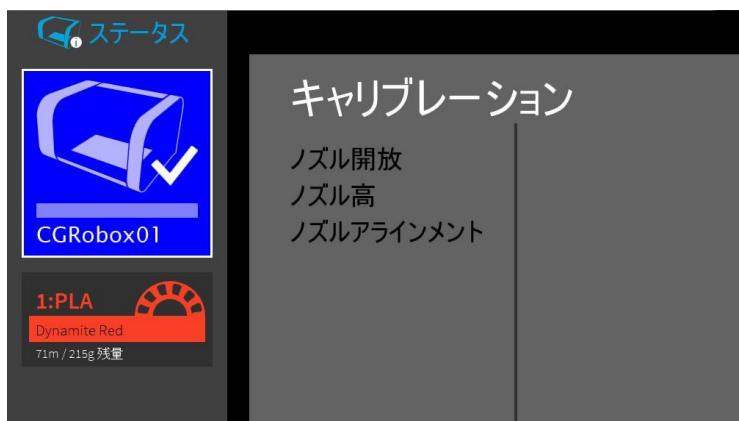 ステータス
CGRobox01
1:PLA
Dynamite Red
71m / 215g 残量
キャリブレーション
ノズル開放
ノズル高
ノズルアラインメント